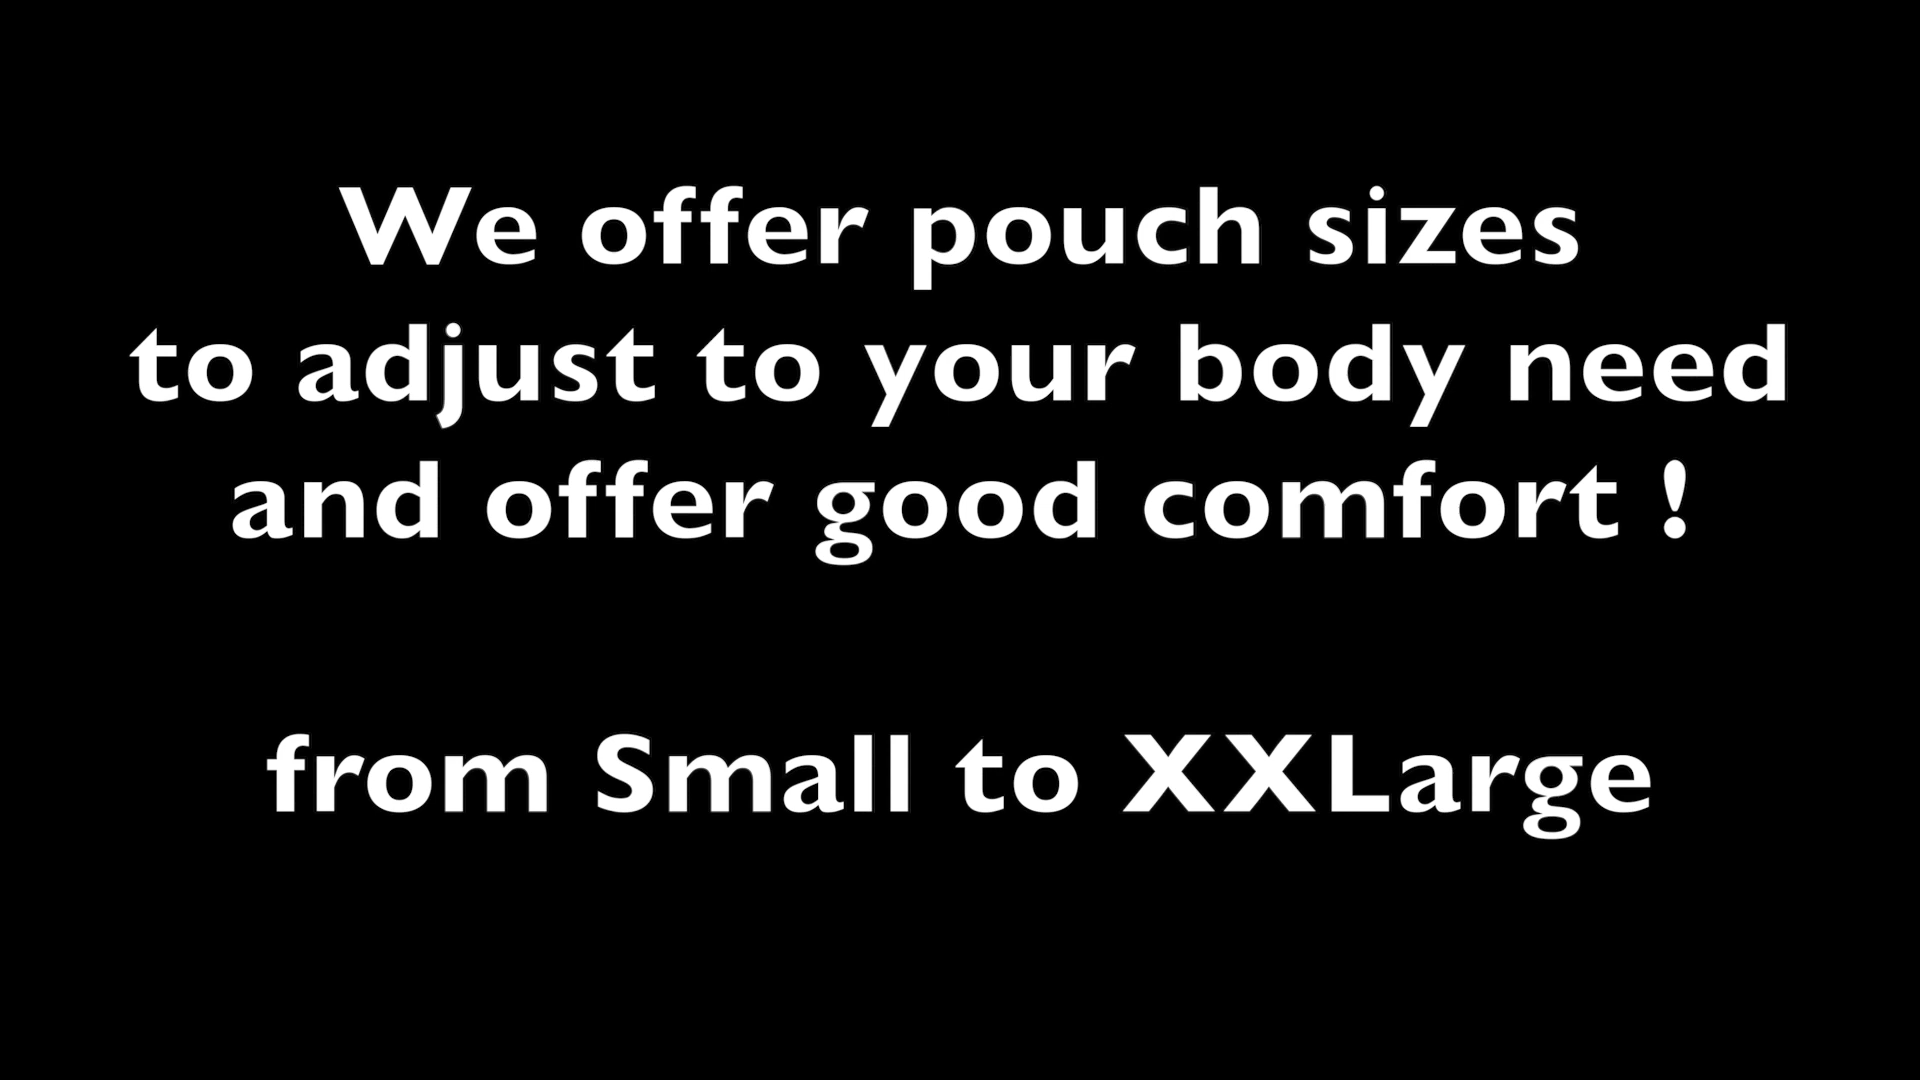 We offer pouch sizes
to adjust to your body need
and offer good comfort !
from Small to XXLarge